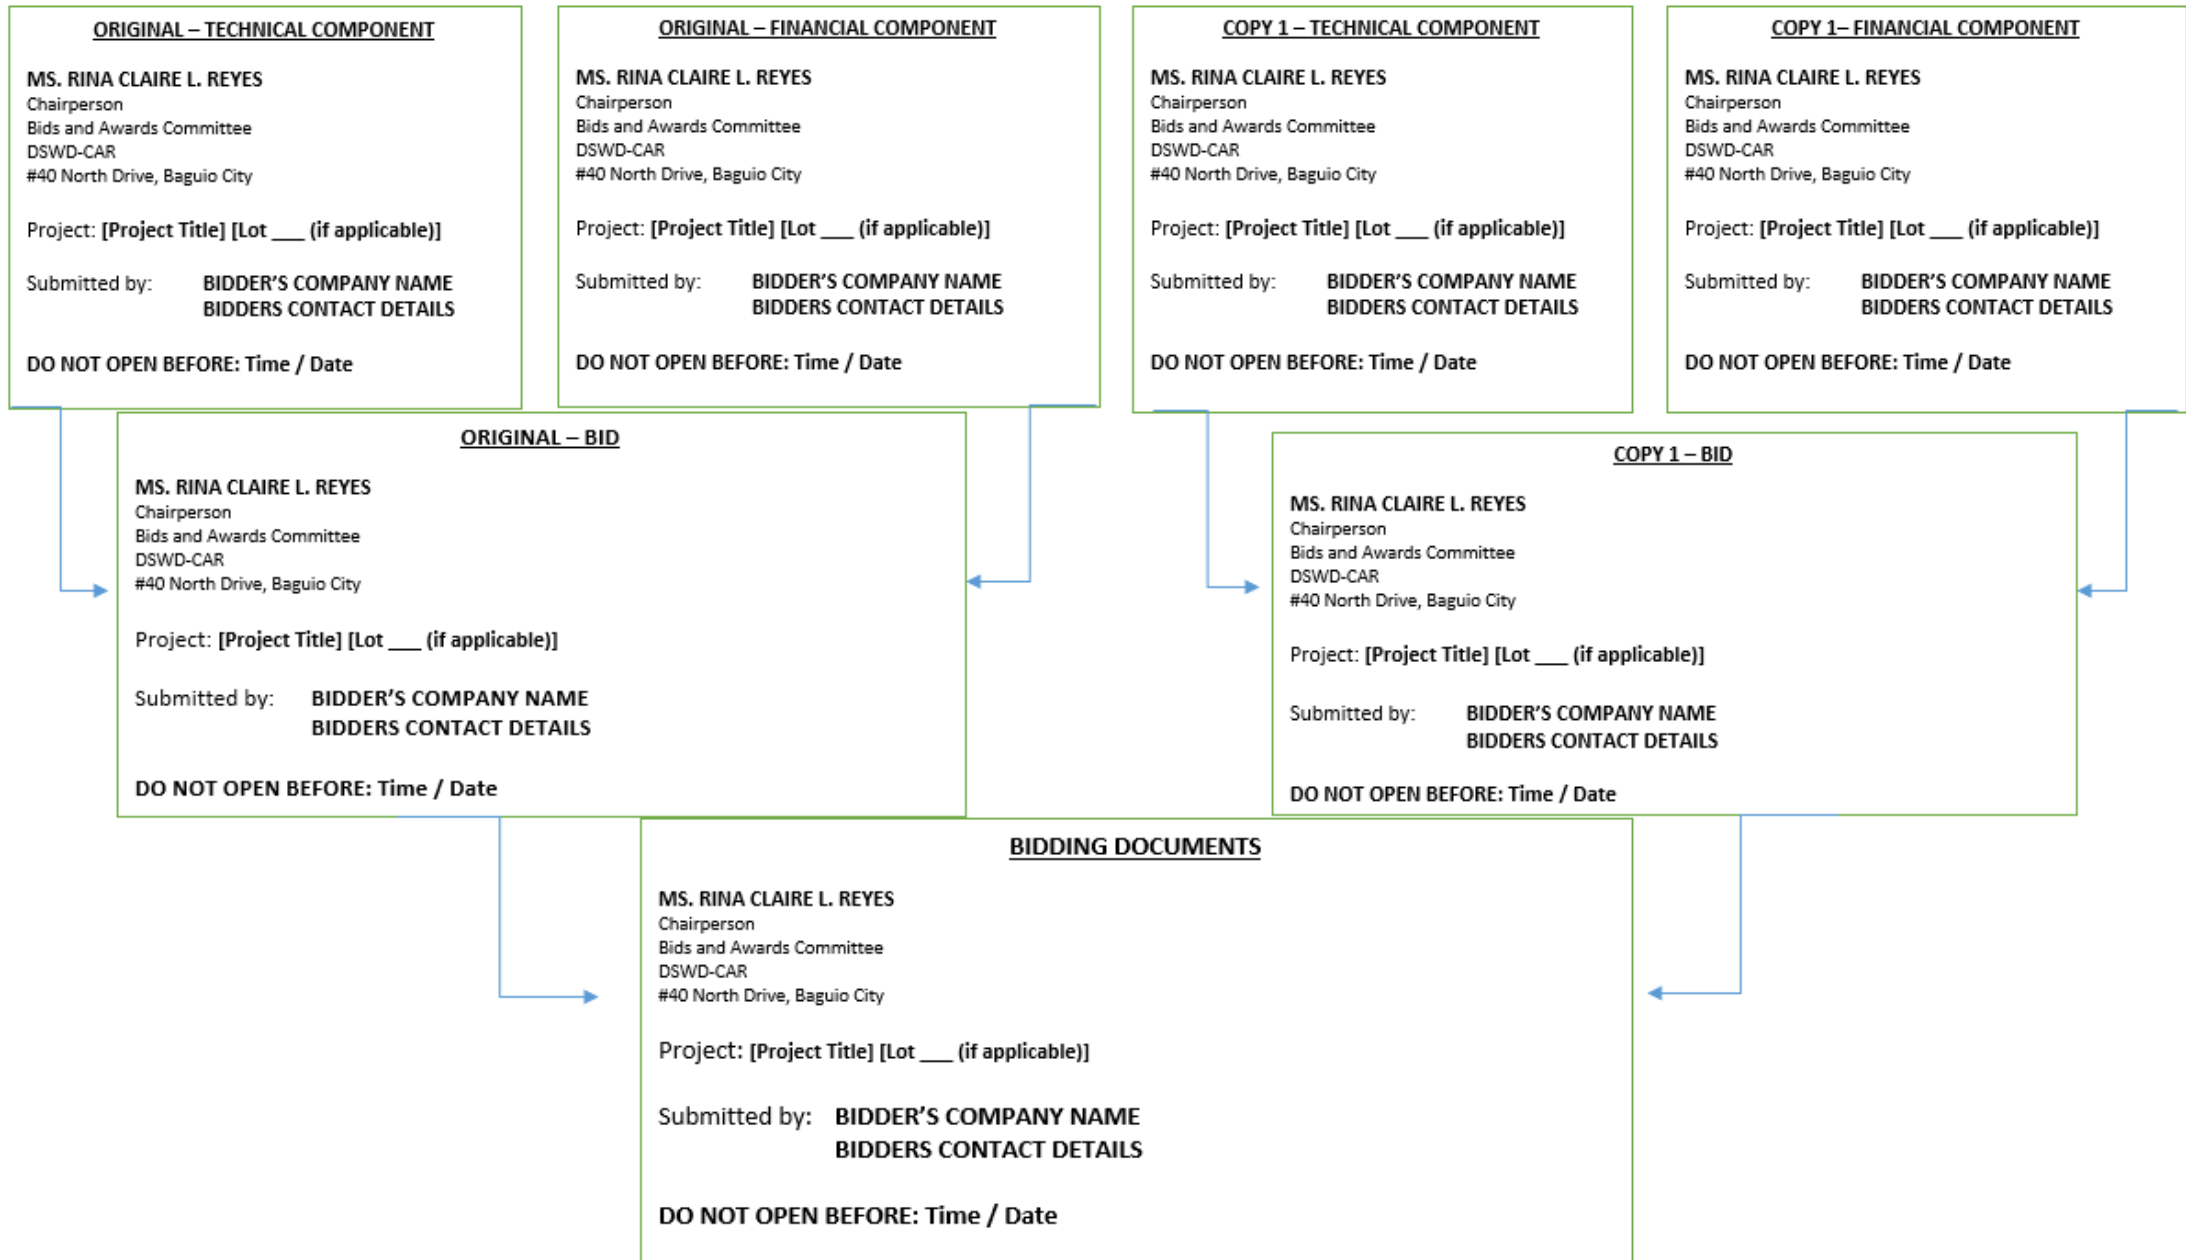 ORIGINAL – TECHNICAL COMPONENT
MS. RINA CLAIRE L. REYES
Chairperson
Bids and Awards Committee
DSWD-CAR
#40 North Drive, Baguio City
Project: [Project Title] [Lot ___ (if applicable)]
Submitted by: BIDDER’S COMPANY NAME
BIDDERS CONTACT DETAILS
DO NOT OPEN BEFORE: Time / Date
ORIGINAL – FINANCIAL COMPONENT
MS. RINA CLAIRE L. REYES
Chairperson
Bids and Awards Committee
DSWD-CAR
#40 North Drive, Baguio City
Project: [Project Title] [Lot ___ (if applicable)]
Submitted by: BIDDER’S COMPANY NAME
BIDDERS CONTACT DETAILS
DO NOT OPEN BEFORE: Time / Date
COPY 1 – TECHNICAL COMPONENT
MS. RINA CLAIRE L. REYES
Chairperson
Bids and Awards Committee
DSWD-CAR
#40 North Drive, Baguio City
Project: [Project Title] [Lot ___ (if applicable)]
Submitted by: BIDDER’S COMPANY NAME
BIDDERS CONTACT DETAILS
DO NOT OPEN BEFORE: Time / Date
COPY 1– FINANCIAL COMPONENT
MS. RINA CLAIRE L. REYES
Chairperson
Bids and Awards Committee
DSWD-CAR
#40 North Drive, Baguio City
Project: [Project Title] [Lot ___ (if applicable)]
Submitted by: BIDDER’S COMPANY NAME
BIDDERS CONTACT DETAILS
DO NOT OPEN BEFORE: Time / Date
ORIGINAL – BID
MS. RINA CLAIRE L. REYES
Chairperson
Bids and Awards Committee
DSWD-CAR
#40 North Drive, Baguio City
Project: [Project Title] [Lot ___ (if applicable)]
Submitted by: BIDDER’S COMPANY NAME
BIDDERS CONTACT DETAILS
DO NOT OPEN BEFORE: Time / Date
COPY 1 – BID
MS. RINA CLAIRE L. REYES
Chairperson
Bids and Awards Committee
DSWD-CAR
#40 North Drive, Baguio City
Project: [Project Title] [Lot ___ (if applicable)]
Submitted by: BIDDER’S COMPANY NAME
BIDDERS CONTACT DETAILS
DO NOT OPEN BEFORE: Time / Date
BIDDING DOCUMENTS
MS. RINA CLAIRE L. REYES
Chairperson
Bids and Awards Committee
DSWD-CAR
#40 North Drive, Baguio City
Project: [Project Title] [Lot ___ (if applicable)]
Submitted by: BIDDER’S COMPANY NAME
BIDDERS CONTACT DETAILS
DO NOT OPEN BEFORE: Time / Date